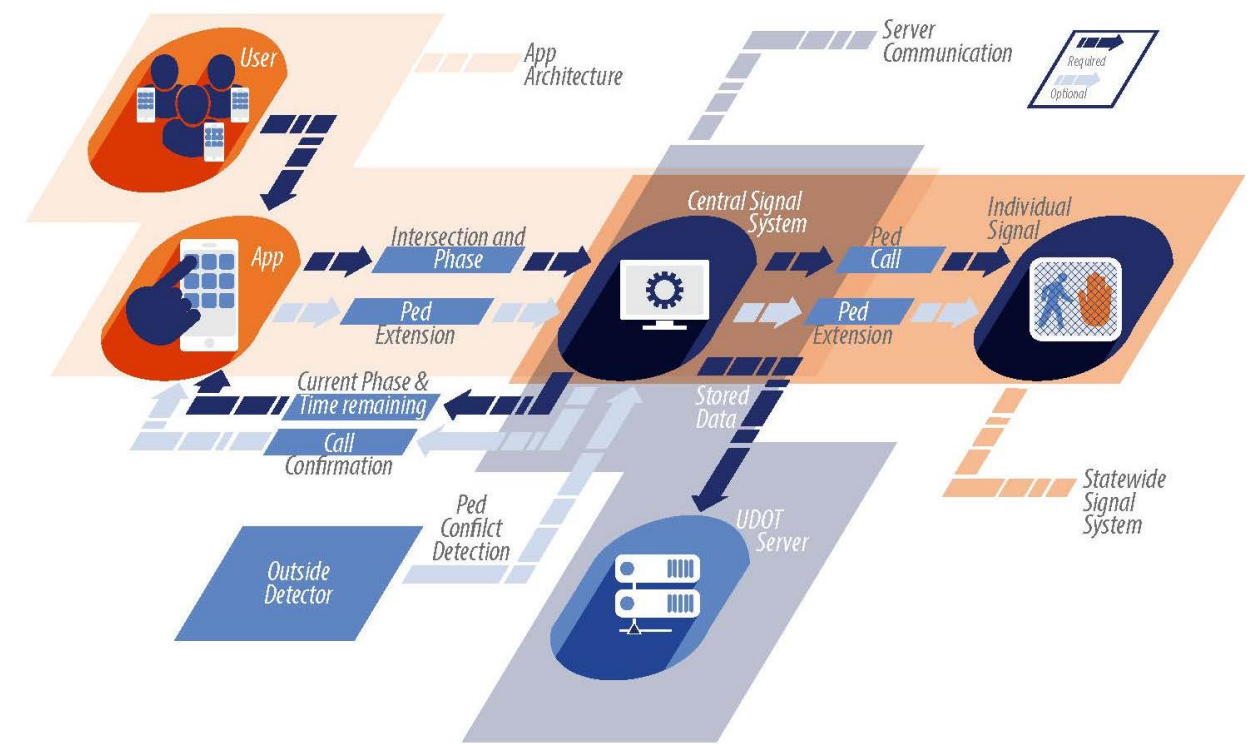 User
App
Architecture
Server
Communication
Required
Optional
App
Intersection and
Phase
Ped
Extension
Central Signal
System
Ped
Call
Ped
Extension
Individual
Signal
Current Phase &
Time remaining
Call
Confirmation
Stored
Data
Ped
Confilct
Detection
Outside
Detector
UDOT
Server
Statewide
Signal
System